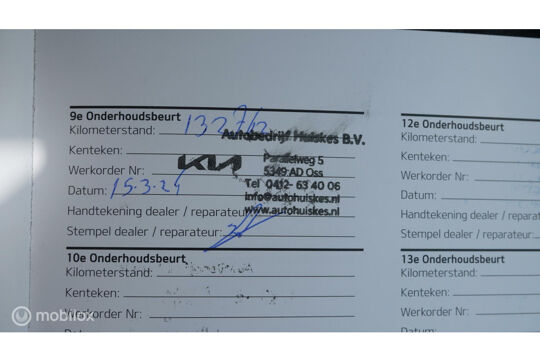 9e Onderhoudsbeurt
Kilometerstand:
Autobedrijf Huiskes B.V.
Kenteken:
KIA
Parallelweg 5
Werkorder Nr:
5349 AD Oss
Datum: 15-3-24
Tel 0412- 63 40 06
info@autohuiskes.nl
Handtekening dealer / reparateur:
www.autohuiskes.nl
Stempel dealer / reparateur:
10e Onderhoudsbeurt
Kilometerstand:
Kenteken:
Werkorder Nr:
12e Onderhoudsbeurt
Kilometerstand:
Kenteken:
Werkorder Nr:
Datum:
Handtekening dealer / reparat
Stempel dealer / reparateur:
13e Onderhoudsbeurt
Kilometerstand:
Kenteken:
Werkorder Nr:
Datum:
mobilox